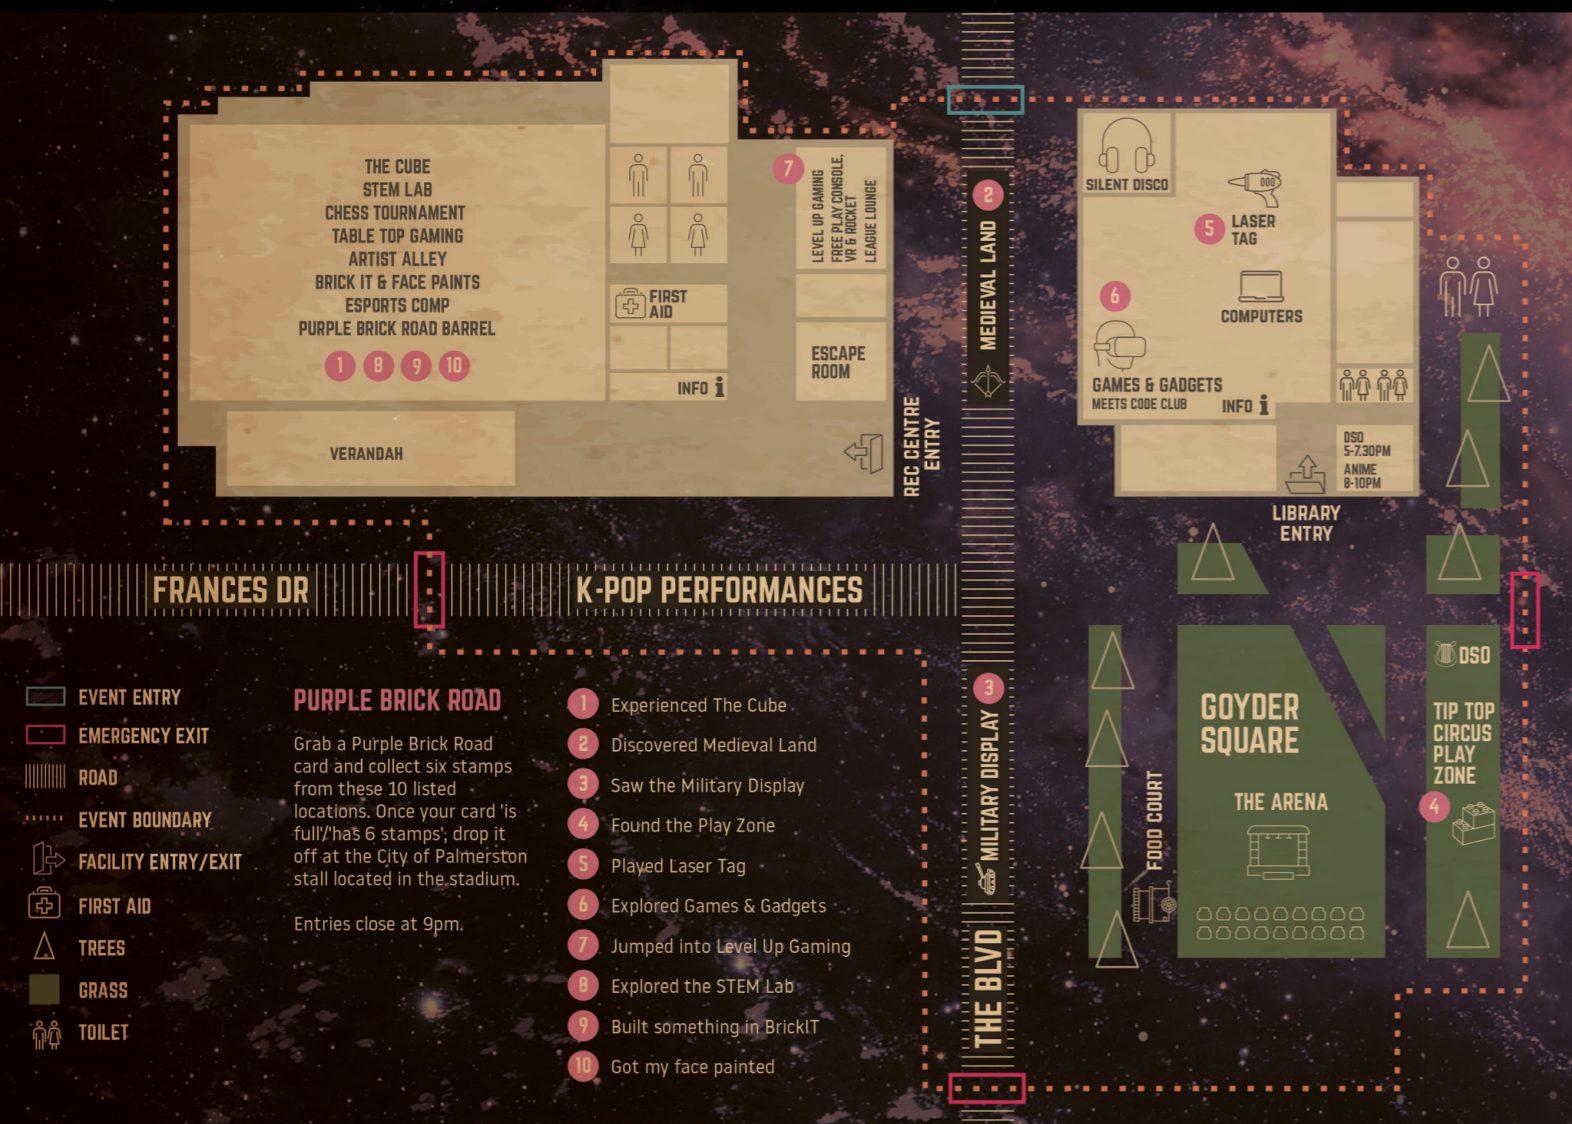 THE CUBE
STEM LAB
CHESS TOURNAMENT
TABLE TOP GAMING
ARTIST ALLEY
BRICK IT & FACE PAINTS
ESPORTS COMP
PURPLE BRICK ROAD BARREL
1 8 9 10
VERANDAH
FIRST
AID
INFO i
7
LEVEL UP GAMING
FREE PLAY CONSOLE,
VR & ROCKET
LEAGUE LOUNGE
ESCAPE
ROOM
REC CENTRE
ENTRY
2
MEDIEVAL LAND
SILENT DISCO
5
LASER
TAG
COMPUTERS
6
GAMES & GADGETS
MEETS CODE CLUB
INFO i
DSO
5-7.30PM
ANIME
8-10PM
LIBRARY
ENTRY
FRANCES DR
K-POP PERFORMANCES
3
MILITARY DISPLAY
THE BLVD
FOOD COURT
GOYDER
SQUARE
THE ARENA
DSO
TIP TOP
CIRCUS
PLAY
ZONE
4
EVENT ENTRY
EMERGENCY EXIT
ROAD
EVENT BOUNDARY
FACILITY ENTRY/EXIT
FIRST AID
TREES
GRASS
TOILET
PURPLE BRICK ROAD
Grab a Purple Brick Road
card and collect six stamps
from these 10 listed
locations. Once your card 'is
full'/'has 6 stamps', drop it
off at the City of Palmerston
stall located in the stadium.
Entries close at 9pm.
1 Experienced The Cube
2 Discovered Medieval Land
3 Saw the Military Display
4 Found the Play Zone
5 Played Laser Tag
6 Explored Games & Gadgets
7 Jumped into Level Up Gaming
8 Explored the STEM Lab
9 Built something in BrickIT
10 Got my face painted